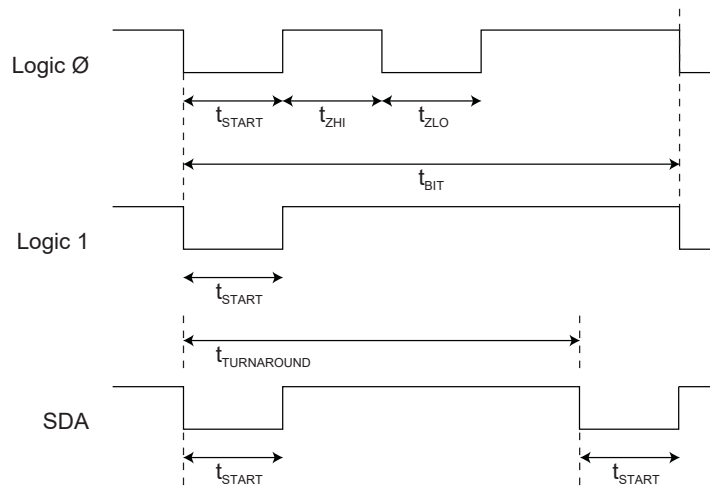 Logic Ø
tSTART
tZHI
tZLO
tBIT
Logic 1
tSTART
tTURNAROUND
SDA
tSTART
tSTART